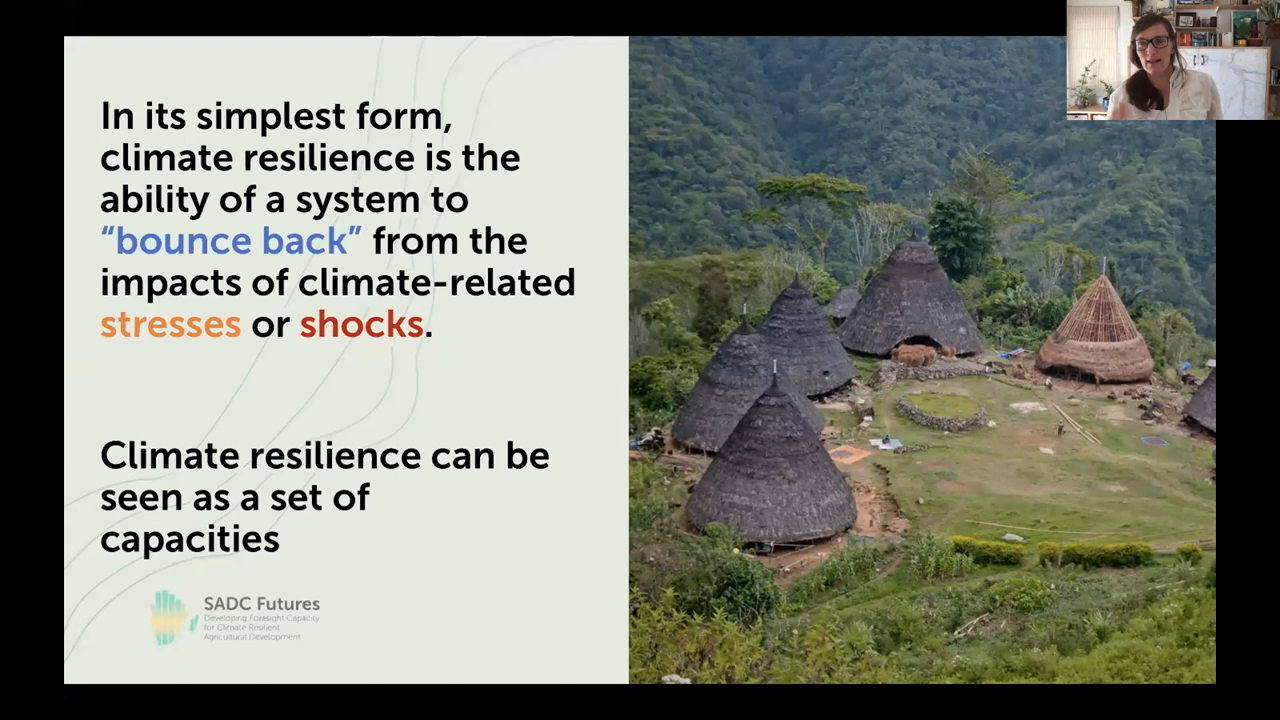 In its simplest form,
climate resilience is the
ability of a system to
“bounce back” from the
impacts of climate-related
stresses or shocks.
Climate resilience can be
seen as a set of
capacities
SADC Futures
Developing Foresight Capacity
for Climate Resilient
Agricultural Development